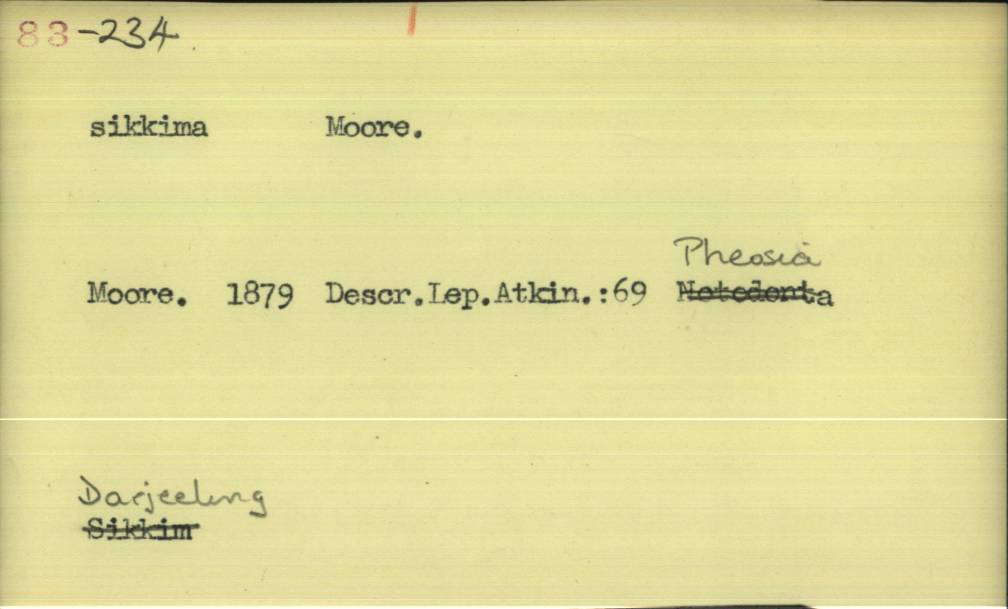 83-234
sikkima Moore.
Pheosia
Moore. 1879 Descr.Lep.Atkin.:69 Notodonta
Darjeeling
Sikkim